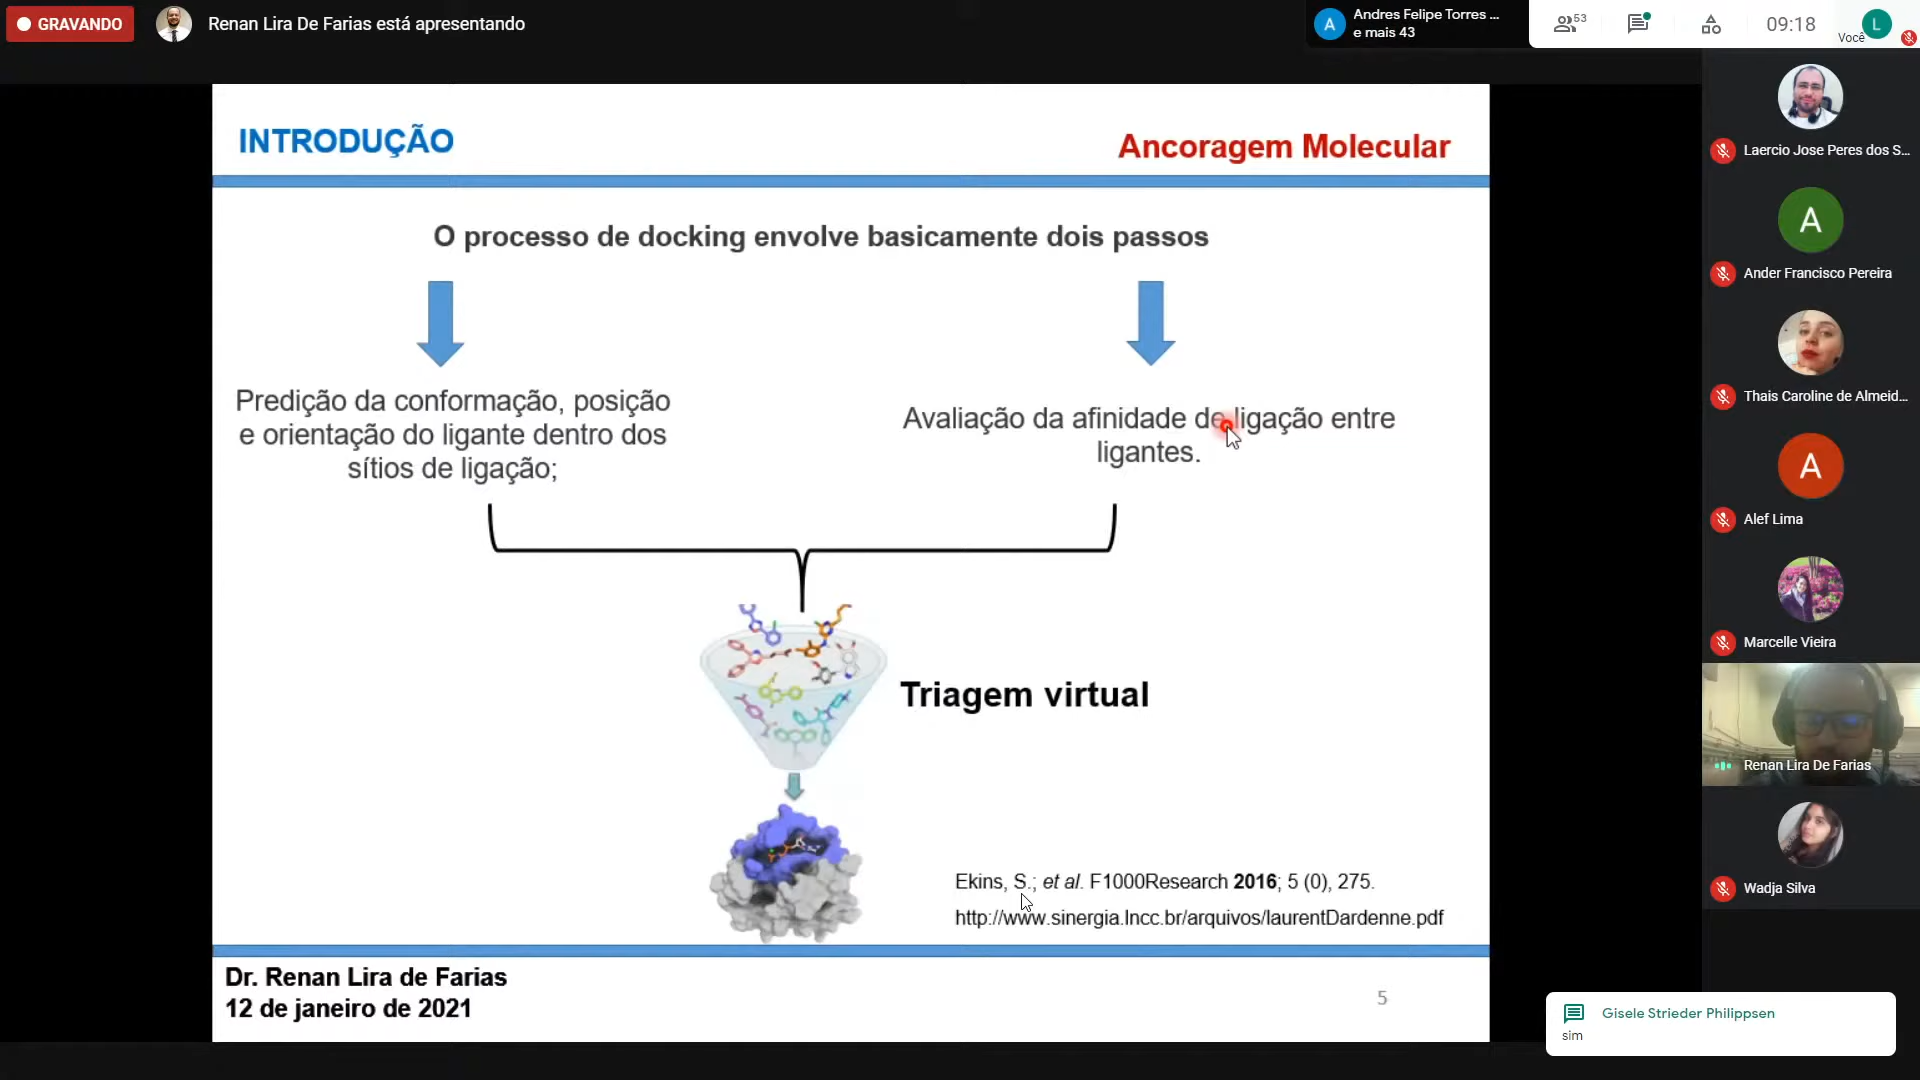 GRAVANDO
Renan Lira De Farias está apresentando
A
Andres Felipe Torres ...
e mais 43
53
09:18
Você
L
INTRODUÇÃO
Ancoragem Molecular
O processo de docking envolve basicamente dois passos
Predição da conformação, posição
e orientação do ligante dentro dos
sítios de ligação;
Avaliação da afinidade de ligação entre
ligantes.
Triagem virtual
Ekins, S.; et al. F1000Research 2016; 5 (0), 275.
http://www.sinergia.lncc.br/arquivos/laurentDardenne.pdf
Dr. Renan Lira de Farias
12 de janeiro de 2021
5
Laercio Jose Peres dos S...
A
Ander Francisco Pereira
Thais Caroline de Almeid...
A
Alef Lima
Marcelle Vieira
Renan Lira De Farias
Wadja Silva
Gisele Strieder Philippsen
sim